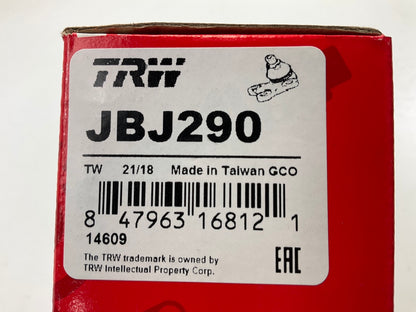 TRW
JBJ290
TW 21/18 Made in Taiwan GCO
8 47963 16812 1
14609
The TRW trademark is owned by
TRW Intellectual Property Corp.
EAC